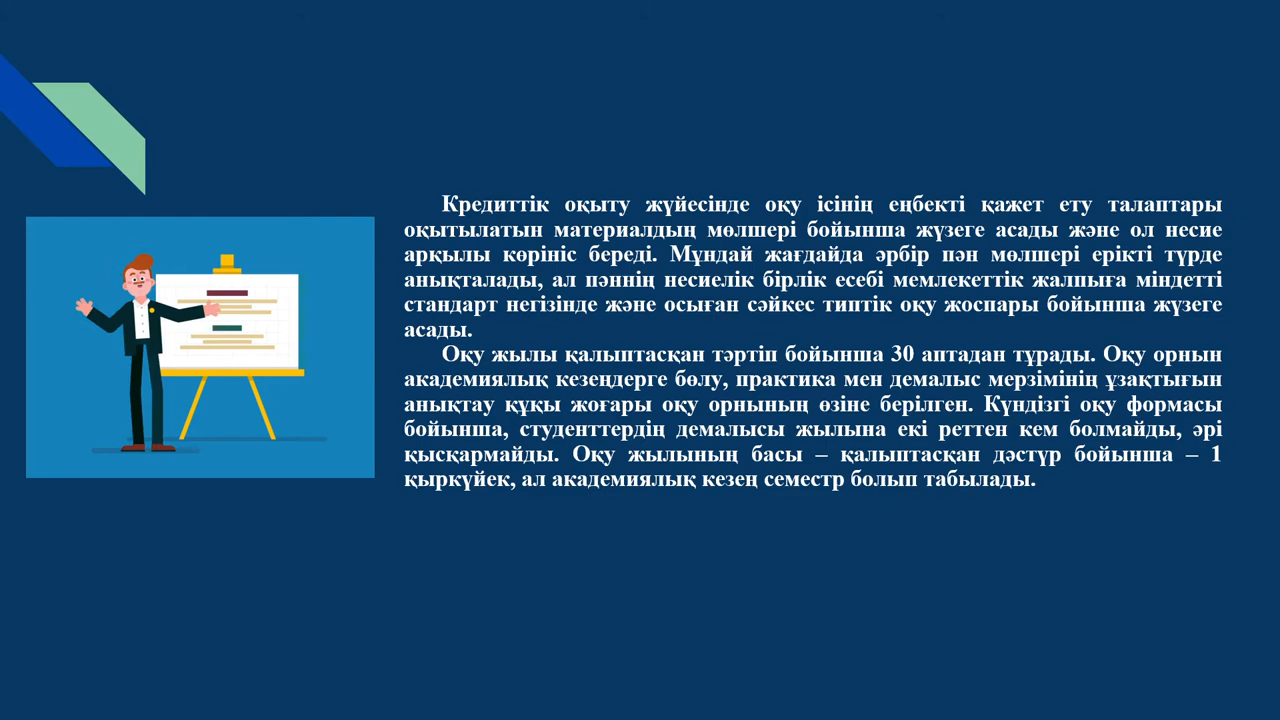 Кредиттік оқыту жүйесінде оқу ісінің еңбекті қажет ету талаптары
оқытылатын материалдың мөлшері бойынша жүзеге асады және ол несие
арқылы көрініс береді. Мұндай жағдайда әрбір пән мөлшері ерікті түрде
анықталады, ал пәннің несиелік бірлік есебі мемлекеттік жалпыға міндетті
стандарт негізінде және осыған сәйкес типтік оқу жоспары бойынша жүзеге
асады.
Оқу жылы қалыптасқан тәртіп бойынша 30 аптадан тұрады. Оқу орнын
академиялық кезеңдерге бөлу, практика мен демалыс мерзімінің ұзақтығын
анықтау құқы жоғары оқу орнының өзіне берілген. Күндізгі оқу формасы
бойынша, студенттердің демалысы жылына екі реттен кем болмайды, әрі
қысқармайды. Оқу жылының басы – қалыптасқан дәстүр бойынша – 1
қыркүйек, ал академиялық кезең семестр болып табылады.